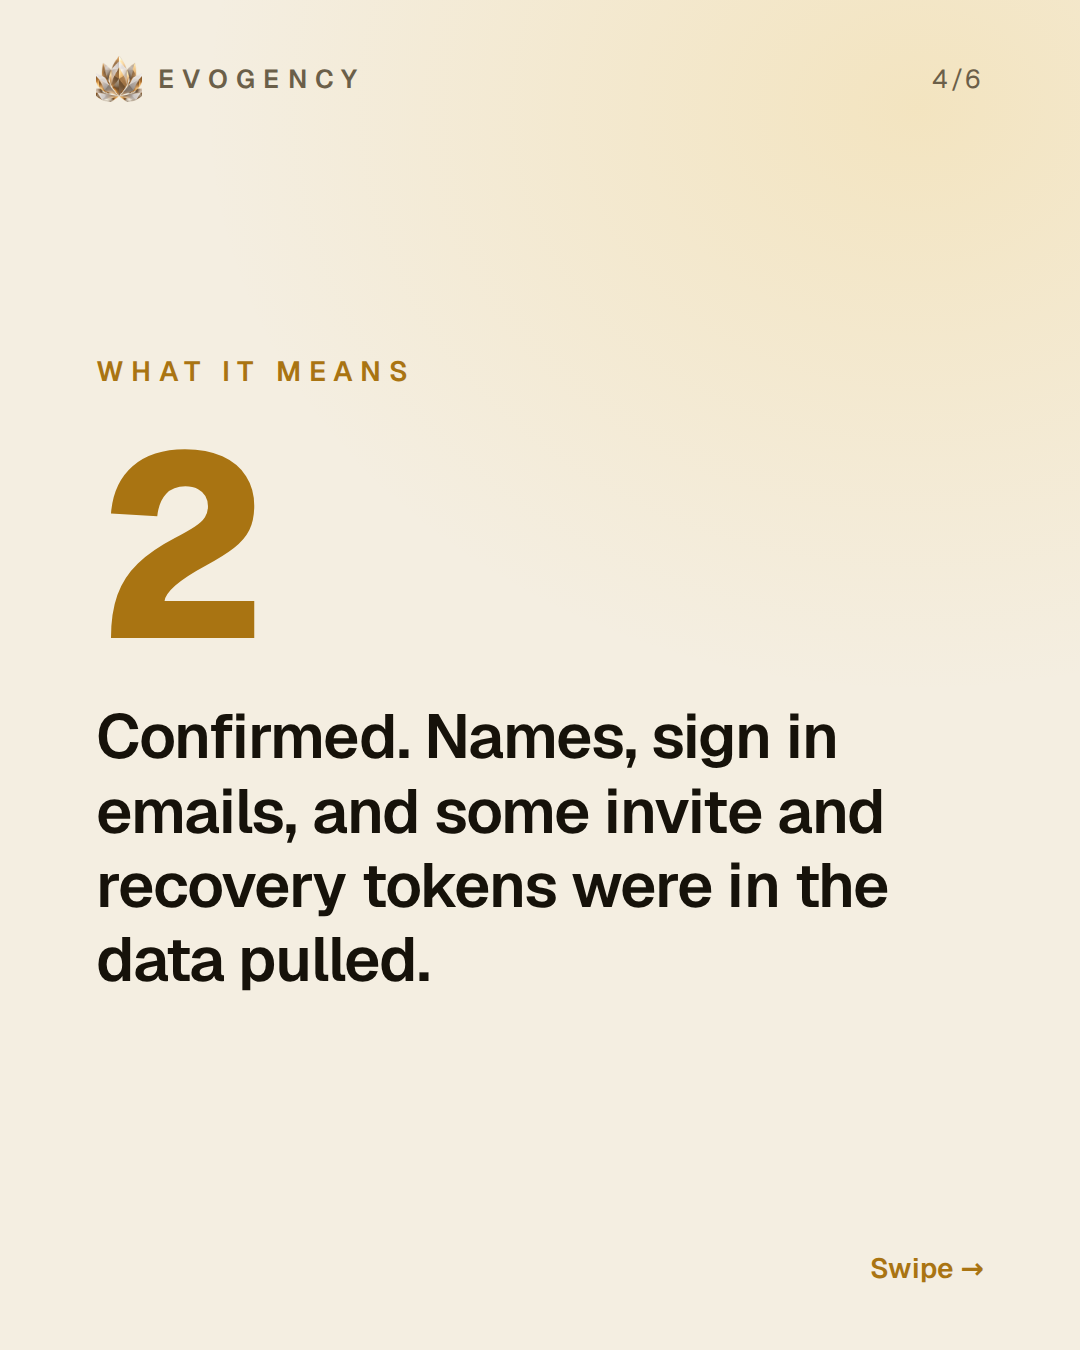 EVOGENCY
4/6
WHAT IT MEANS
2
Confirmed. Names, sign in
emails, and some invite and
recovery tokens were in the
data pulled.
Swipe →